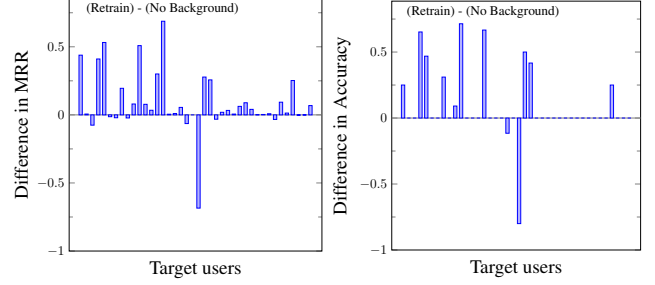 (Retrain) - (No Background)
0.5
0
−0.5
−1
Difference in MRR
Target users
(Retrain) - (No Background)
0.5
0
−0.5
−1
Difference in Accuracy
Target users